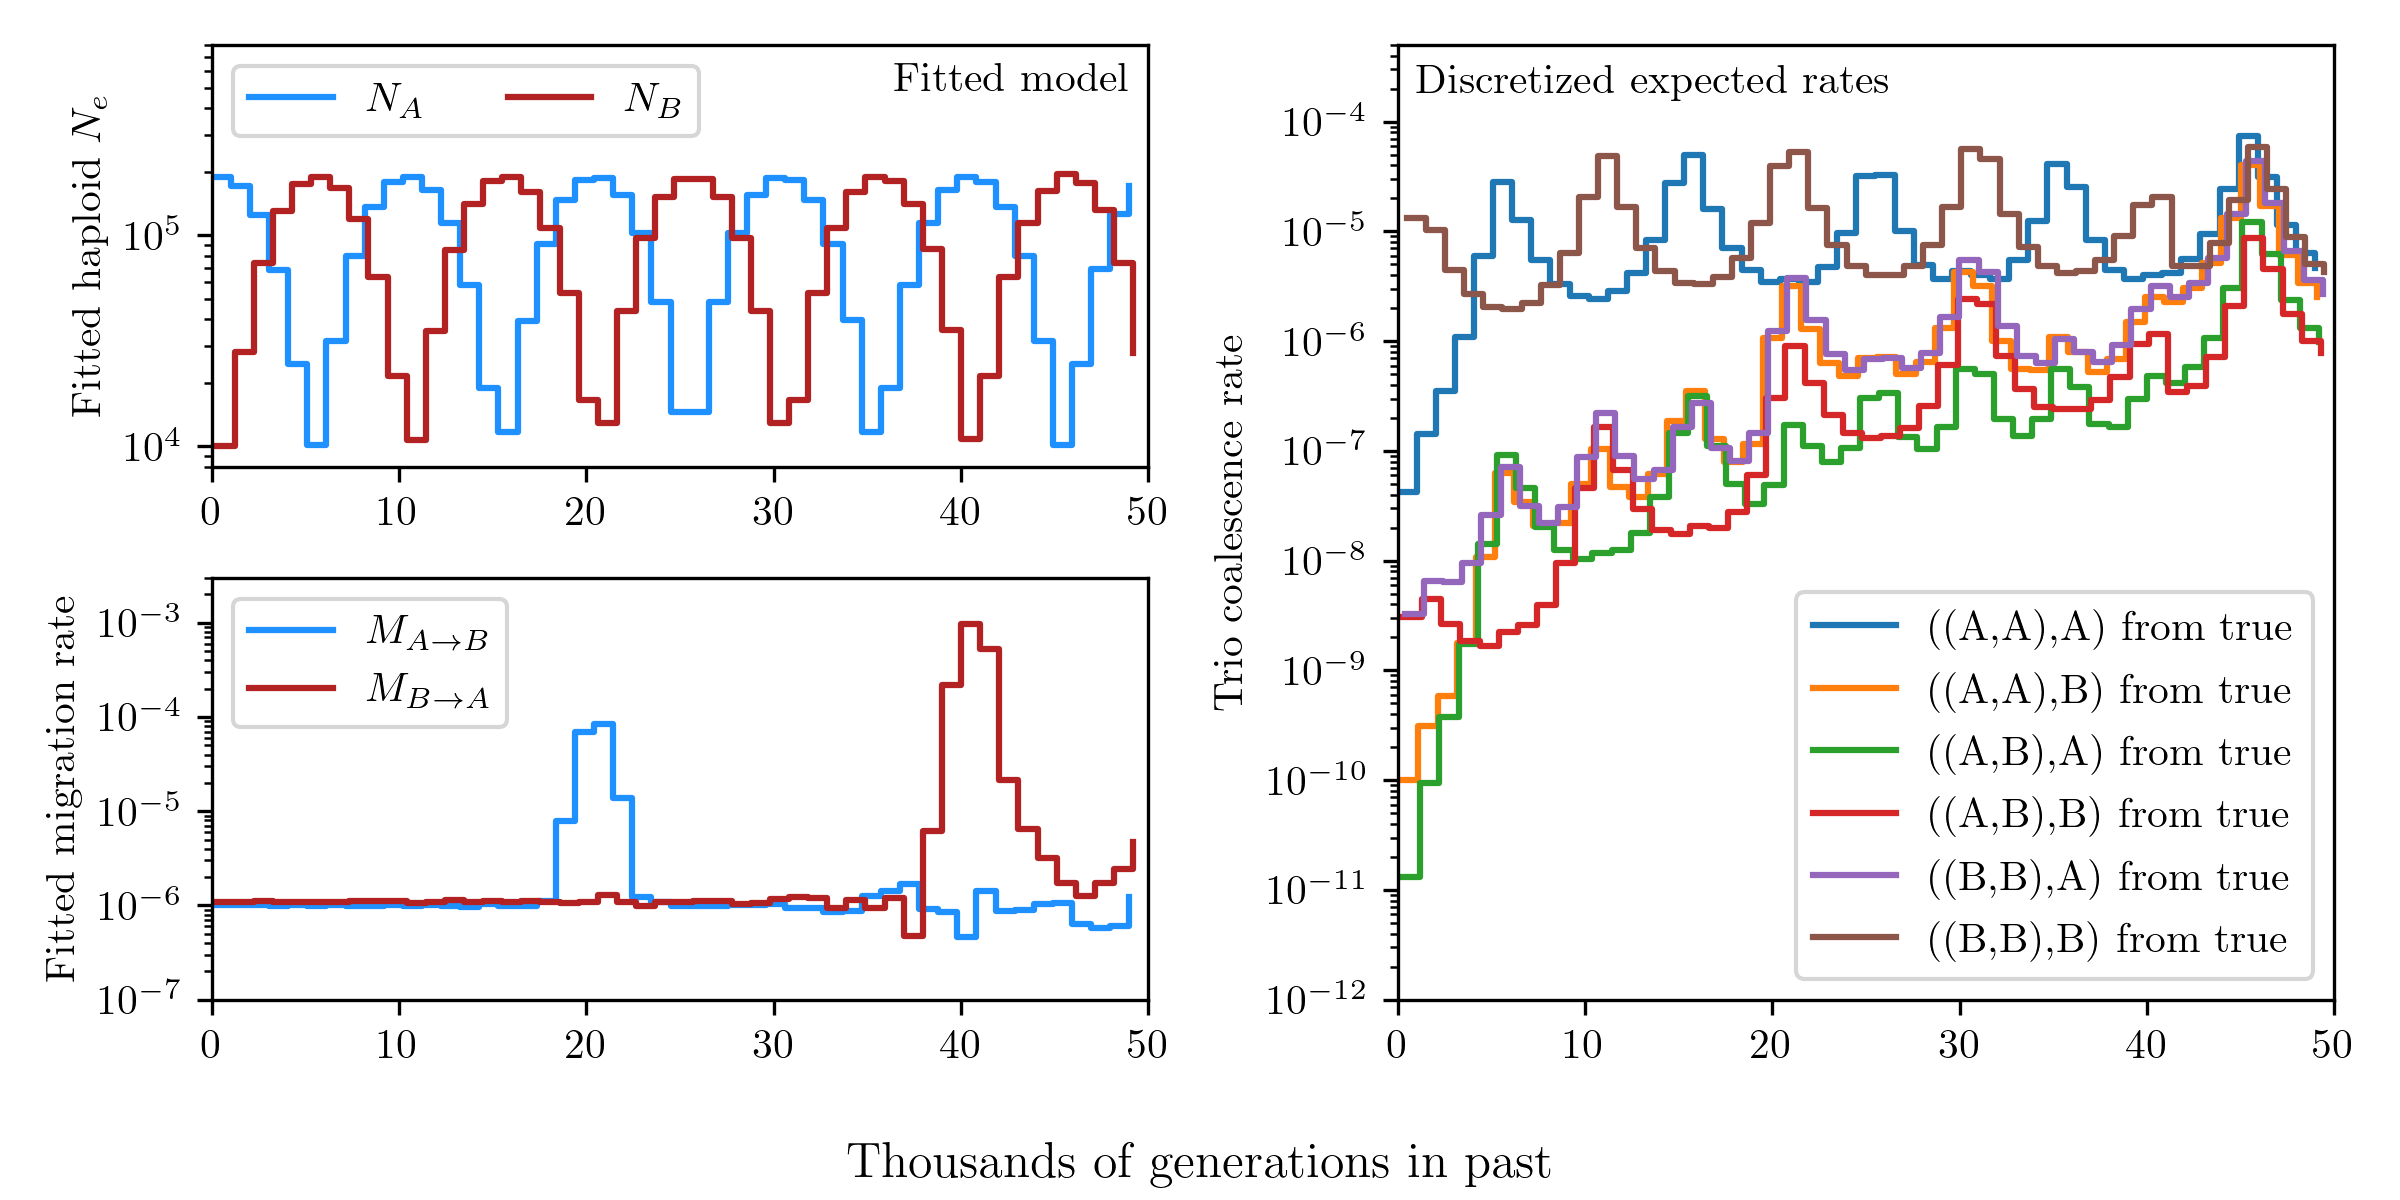 Fitted haploid N_e
N_A N_B
Fitted model
10^5
10^4
0 10 20 30 40 50
Fitted migration rate
M_{A→B}
M_{B→A}
10^{-3}
10^{-4}
10^{-5}
10^{-6}
10^{-7}
0 10 20 30 40 50
Trio coalescence rate
Discretized expected rates
10^{-4}
10^{-5}
10^{-6}
10^{-7}
10^{-8}
10^{-9}
10^{-10}
10^{-11}
10^{-12}
((A,A),A) from true
((A,A),B) from true
((A,B),A) from true
((A,B),B) from true
((B,B),A) from true
((B,B),B) from true
0 10 20 30 40 50
Thousands of generations in past